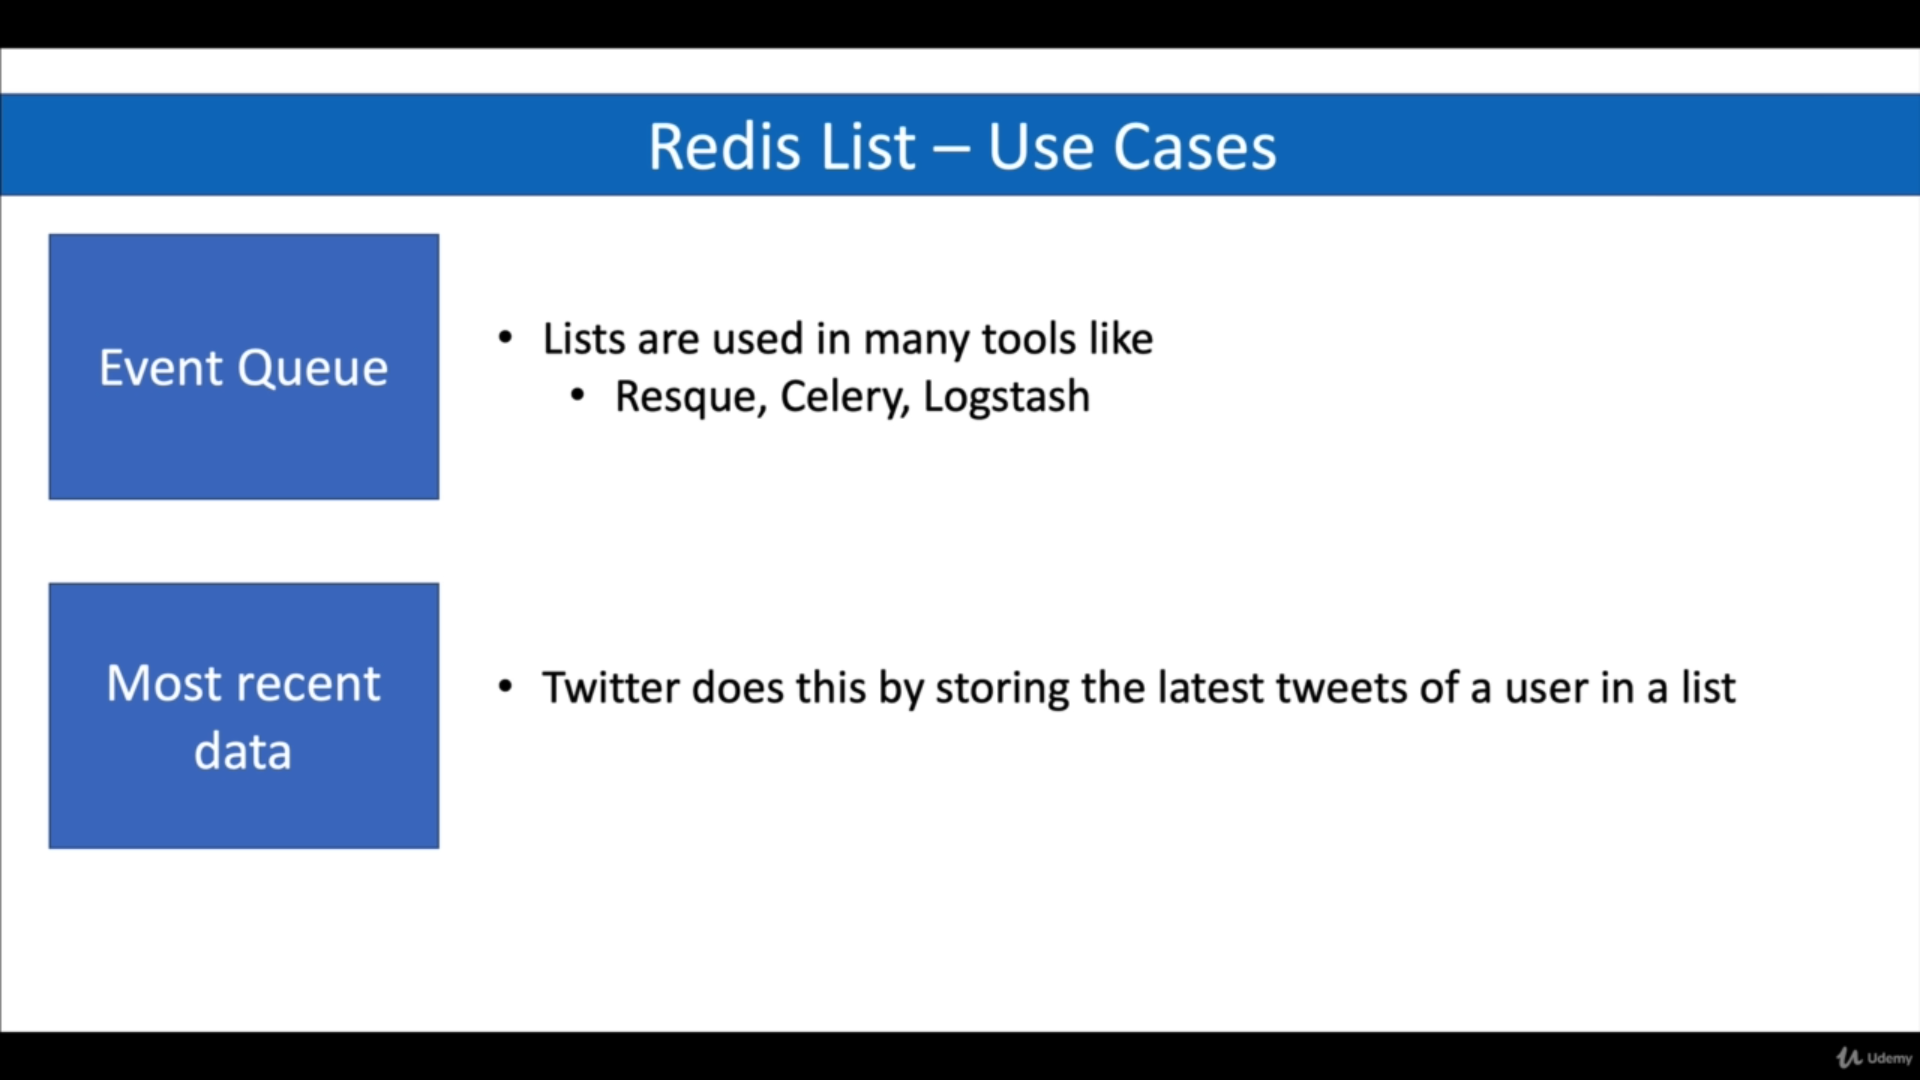 Redis List – Use Cases
Event Queue
• Lists are used in many tools like
• Resque, Celery, Logstash
Most recent
data
• Twitter does this by storing the latest tweets of a user in a list
Udemy